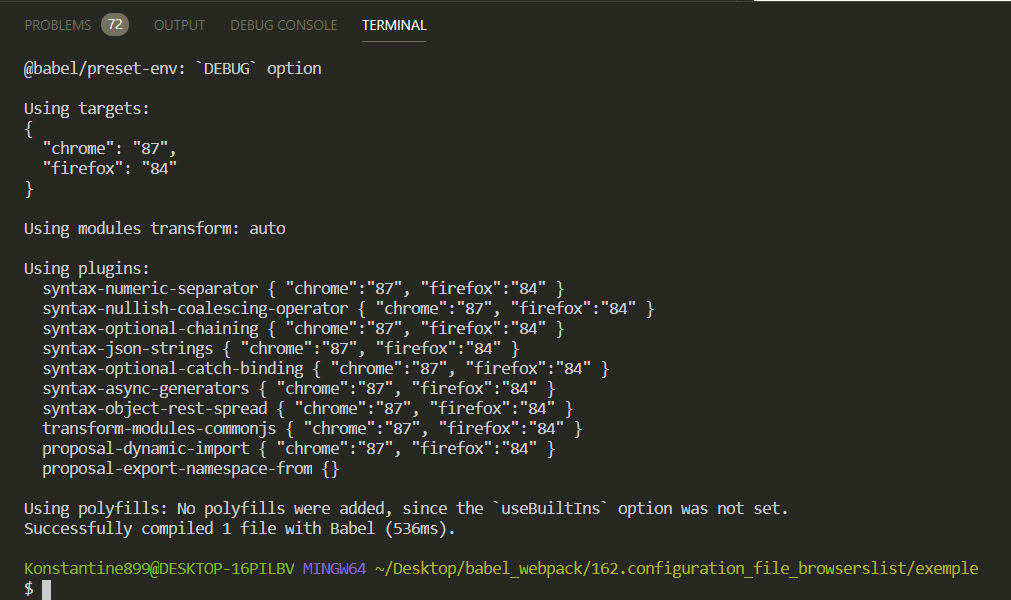 PROBLEMS 72 OUTPUT DEBUG CONSOLE TERMINAL
@babel/preset-env: `DEBUG` option
Using targets:
{
"chrome": "87",
"firefox": "84"
}
Using modules transform: auto
Using plugins:
syntax-numeric-separator { "chrome":"87", "firefox":"84" }
syntax-nullish-coalescing-operator { "chrome":"87", "firefox":"84" }
syntax-optional-chaining { "chrome":"87", "firefox":"84" }
syntax-json-strings { "chrome":"87", "firefox":"84" }
syntax-optional-catch-binding { "chrome":"87", "firefox":"84" }
syntax-async-generators { "chrome":"87", "firefox":"84" }
syntax-object-rest-spread { "chrome":"87", "firefox":"84" }
transform-modules-commonjs { "chrome":"87", "firefox":"84" }
proposal-dynamic-import { "chrome":"87", "firefox":"84" }
proposal-export-namespace-from {}
Using polyfills: No polyfills were added, since the `useBuiltIns` option was not set.
Successfully compiled 1 file with Babel (536ms).
Konstantine899@DESKTOP-16PILBV MINGW64 ~/Desktop/babel_webpack/162.configuration_file_browserslist/exemple
$